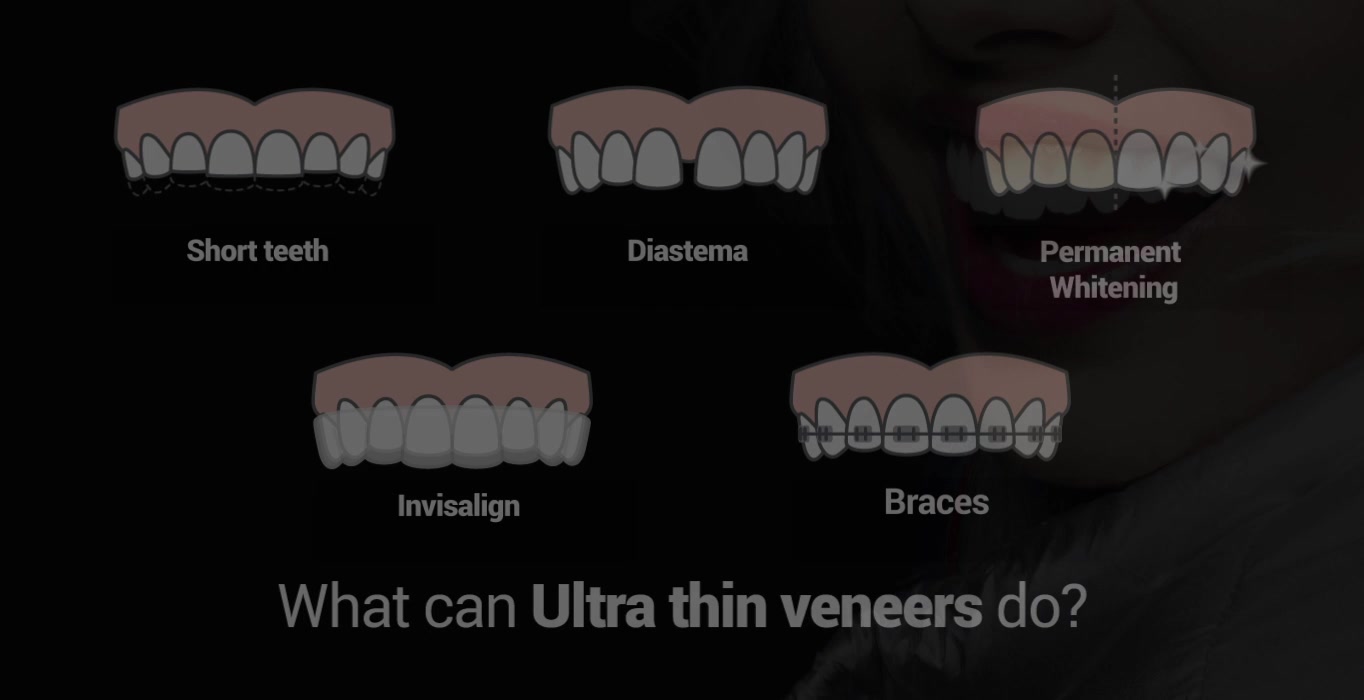 Short teeth
Diastema
Permanent
Whitening
Invisalign
Braces
What can Ultra thin veneers do?